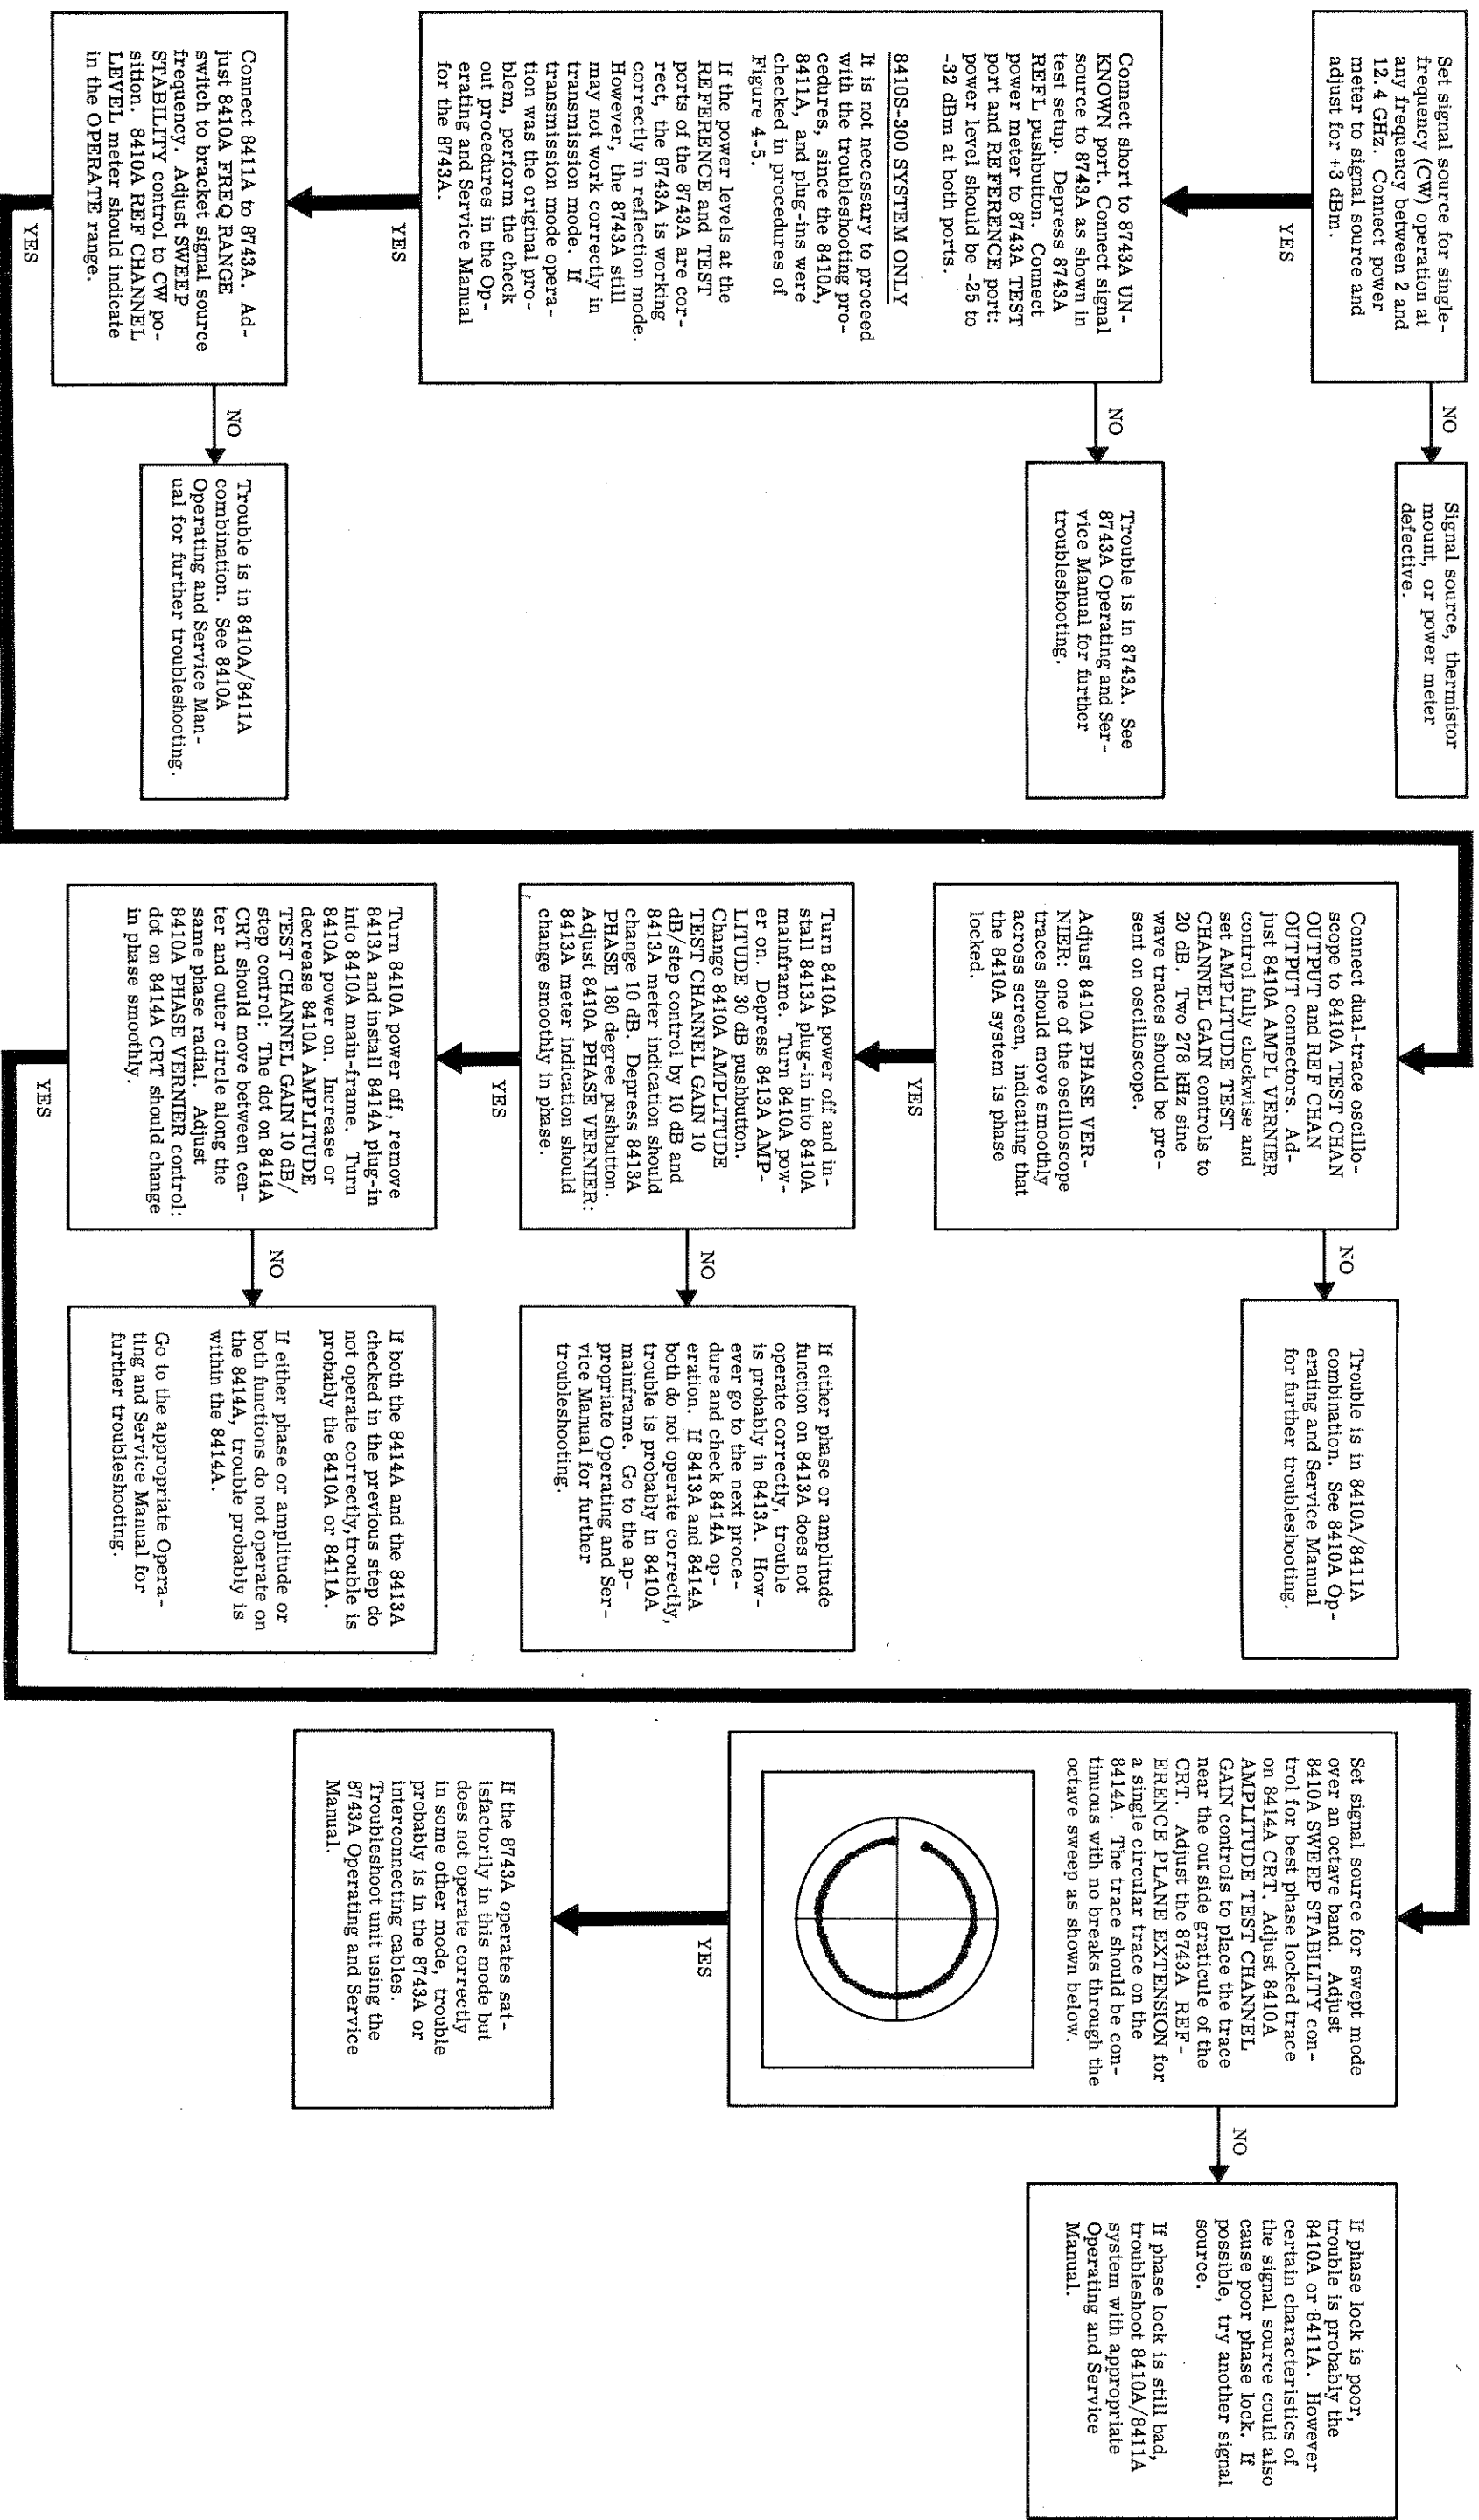 Set signal source for single-
frequency (CW) operation at
any frequency between 2 and
12.4 GHz. Connect power
meter to signal source and
adjust for +3 dBm.
NO
Signal source, thermistor
mount, or power meter
defective.
YES
Connect short to 8743A UN-
KNOWN port. Connect signal
source to 8743A as shown in
test setup. Depress 8743A
REFL pushbutton. Connect
power meter to 8743A TEST
port and REFERENCE port:
power level should be -25 to
-32 dBm at both ports.
8410S-300 SYSTEM ONLY
It is not necessary to proceed
with the troubleshooting pro-
cedures, since the 8410A,
8411A, and plug-ins were
checked in procedures of
Figure 4-5.
If the power levels at the
REFERENCE and TEST
ports of the 8743A are cor-
rect, the 8743A is working
correctly in reflection mode.
However, the 8743A still
may not work correctly in
transmission mode. If
transmission mode opera-
tion was the original pro-
blem, perform the check
out procedures in the Op-
erating and Service Manual
for the 8743A.
NO
Trouble is in 8743A. See
8743A Operating and Ser-
vice Manual for further
troubleshooting.
YES
Connect 8411A to 8743A. Ad-
just 8410A FREQ RANGE
switch to bracket signal source
frequency. Adjust SWEEP
STABILITY control to CW po-
sition. 8410A REF CHANNEL
LEVEL meter should indicate
in the OPERATE range.
NO
Trouble is in 8410A/8411A
combination. See 8410A
Operating and Service Man-
ual for further troubleshooting.
YES
Connect dual-trace oscillo-
scope to 8410A TEST CHAN
OUTPUT and REF CHAN
OUTPUT connectors. Ad-
just 8410A AMPL VERNIER
control fully clockwise and
set AMPLITUDE TEST
CHANNEL GAIN controls to
20 dB. Two 278 kHz sine
wave traces should be pre-
sent on oscilloscope.
Adjust 8410A PHASE VER-
NIER: one of the oscilloscope
traces should move smoothly
across screen, indicating that
the 8410A system is phase
locked.
NO
Trouble is in 8410A/8411A
combination. See 8410A Op-
erating and Service Manual
for further troubleshooting.
YES
Turn 8410A power off and in-
stall 8413A plug-in into 8410A
mainframe. Turn 8410A pow-
er on. Depress 8413A AMP-
LITUDE 30 dB pushbutton.
Change 8410A AMPLITUDE
TEST CHANNEL GAIN 10
dB/step control by 10 dB and
8413A meter indication should
change 10 dB. Depress 8413A
PHASE 180 degree pushbutton.
Adjust 8410A PHASE VERNIER:
8413A meter indication should
change smoothly in phase.
NO
If either phase or amplitude
function on 8413A does not
operate correctly, trouble
is probably in 8413A. How-
ever go to the next proce-
dure and check 8414A op-
eration. If 8413A and 8414A
both do not operate correctly,
trouble is probably in 8410A
mainframe. Go to the ap-
propriate Operating and Ser-
vice Manual for further
troubleshooting.
YES
Turn 8410A power off, remove
8413A and install 8414A plug-in
into 8410A main-frame. Turn
8410A power on. Increase or
decrease 8410A AMPLITUDE
TEST CHANNEL GAIN 10 dB/
step control: The dot on 8414A
CRT should move between cen-
ter and outer circle along the
same phase radial. Adjust
8410A PHASE VERNIER control:
dot on 8414A CRT should change
in phase smoothly.
NO
If both the 8414A and the 8413A
checked in the previous step do
not operate correctly, trouble is
probably the 8410A or 8411A.
If either phase or amplitude or
both functions do not operate on
the 8414A, trouble probably is
within the 8414A.
Go to the appropriate Opera-
ting and Service Manual for
further troubleshooting.
YES
Set signal source for swept mode
over an octave band. Adjust
8410A SWEEP STABILITY con-
trol for best phase locked trace
on 8414A CRT. Adjust 8410A
AMPLITUDE TEST CHANNEL
GAIN controls to place the trace
near the outside graticule of the
CRT. Adjust the 8743A REF-
ERENCE PLANE EXTENSION for
a single circular trace on the
8414A. The trace should be con-
tinuous with no breaks through the
octave sweep as shown below.
NO
If phase lock is poor,
trouble is probably the
8410A or 8411A. However
certain characteristics of
the signal source could also
cause poor phase lock. If
possible, try another signal
source.
If phase lock is still bad,
troubleshoot 8410A/8411A
system with appropriate
Operating and Service
Manual.
YES
If the 8743A operates sat-
isfactorily in this mode but
does not operate correctly
in some other mode, trouble
probably is in the 8743A or
interconnecting cables.
Troubleshoot unit using the
8743A Operating and Service
Manual.